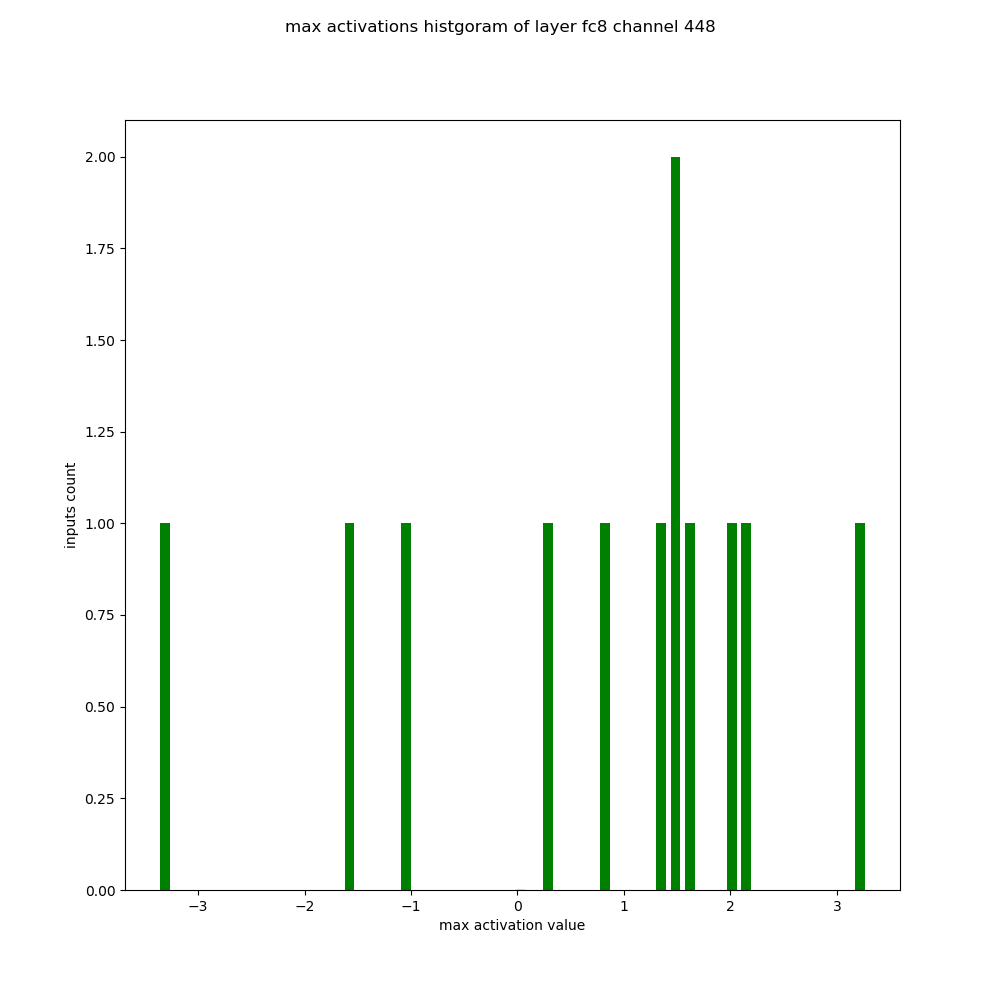 max activations histgoram of layer fc8 channel 448
2.00
1.75
1.50
1.25
1.00
0.75
0.50
0.25
0.00
inputs count
−3 −2 −1 0 1 2 3
max activation value